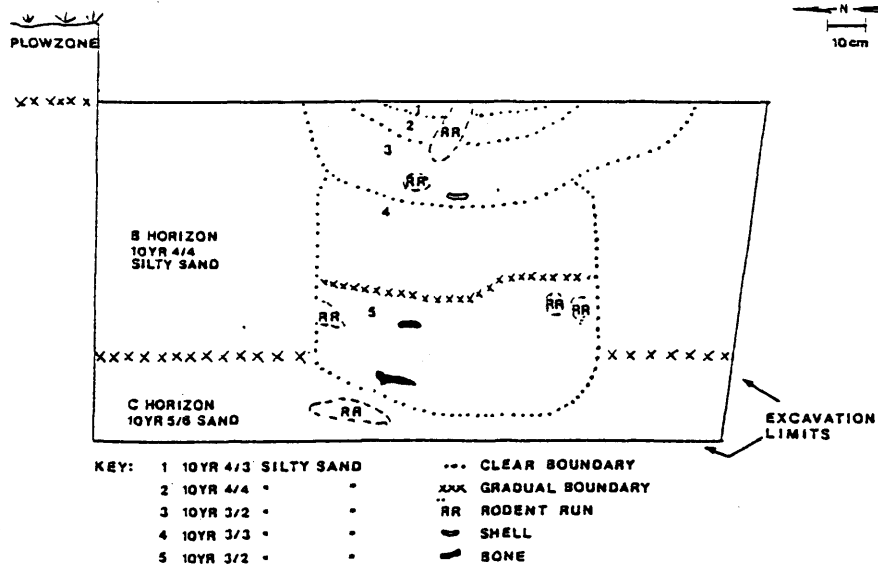 N
10cm
PLOWZONE
1
2
RR
3
RR
4
B HORIZON
10YR 4/4
SILTY SAND
RR
RR
RR
5
C HORIZON
10YR 5/6 SAND
RR
EXCAVATION
LIMITS
KEY: 1 10YR 4/3 SILTY SAND
2 10YR 4/4 " "
3 10YR 3/2 " "
4 10YR 3/3 " "
5 10YR 3/2 " "
CLEAR BOUNDARY
XXX GRADUAL BOUNDARY
RR RODENT RUN
SHELL
BONE